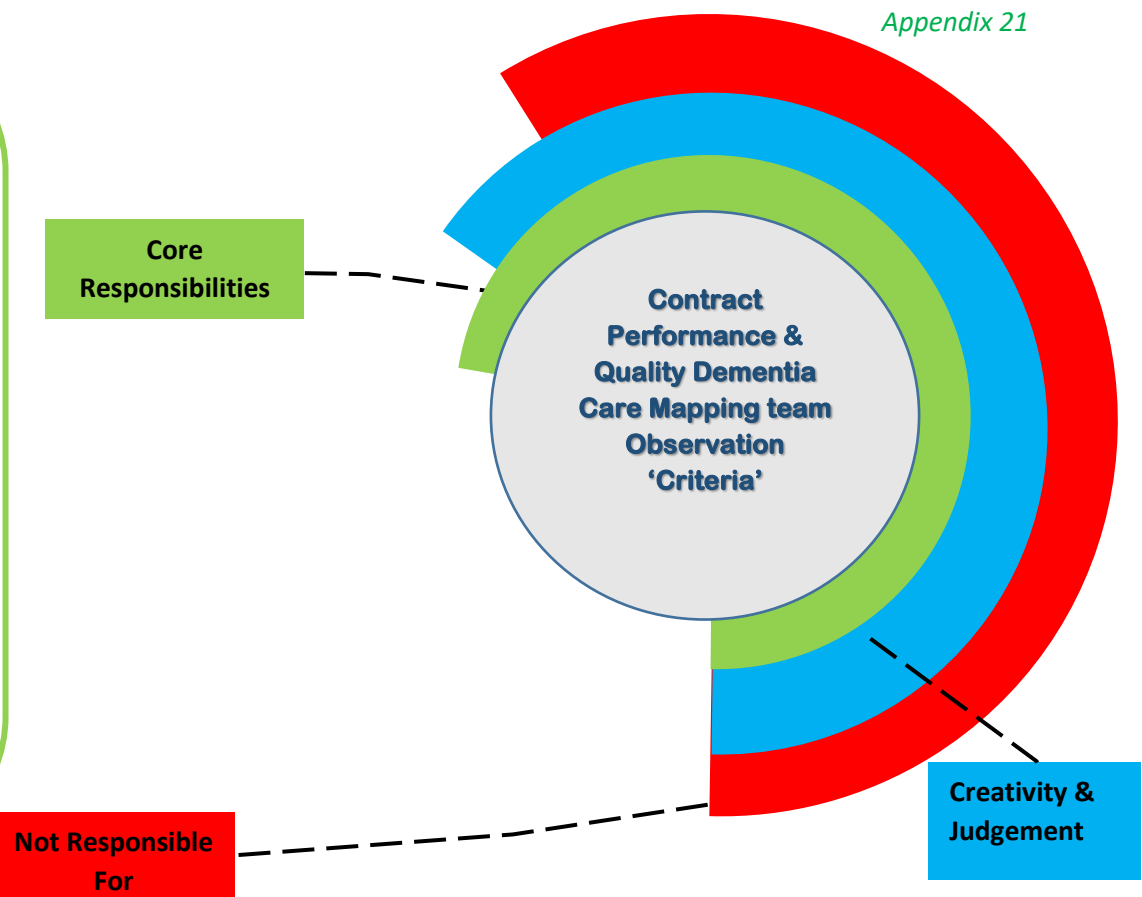 Appendix 21
Core
Responsibilities
Contract
Performance &
Quality Dementia
Care Mapping team
Observation
‘Criteria’
Creativity &
Judgement
Not Responsible
For